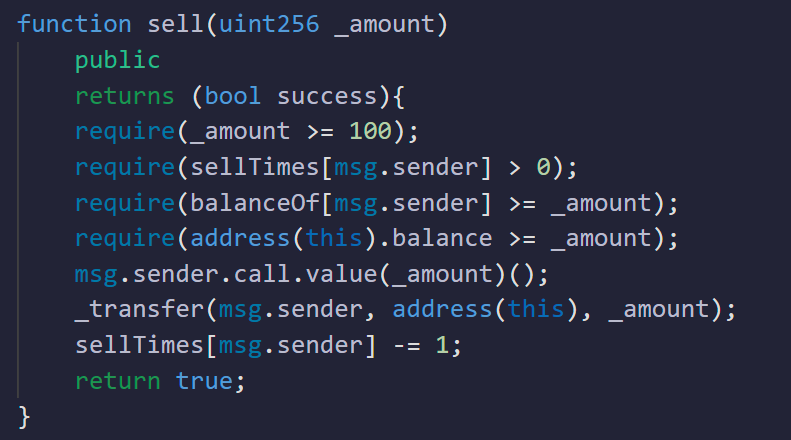 function sell(uint256 _amount)
public
returns (bool success){
require(_amount >= 100);
require(sellTimes[msg.sender] > 0);
require(balanceOf[msg.sender] >= _amount);
require(address(this).balance >= _amount);
msg.sender.call.value(_amount)();
_transfer(msg.sender, address(this), _amount);
sellTimes[msg.sender] -= 1;
return true;
}